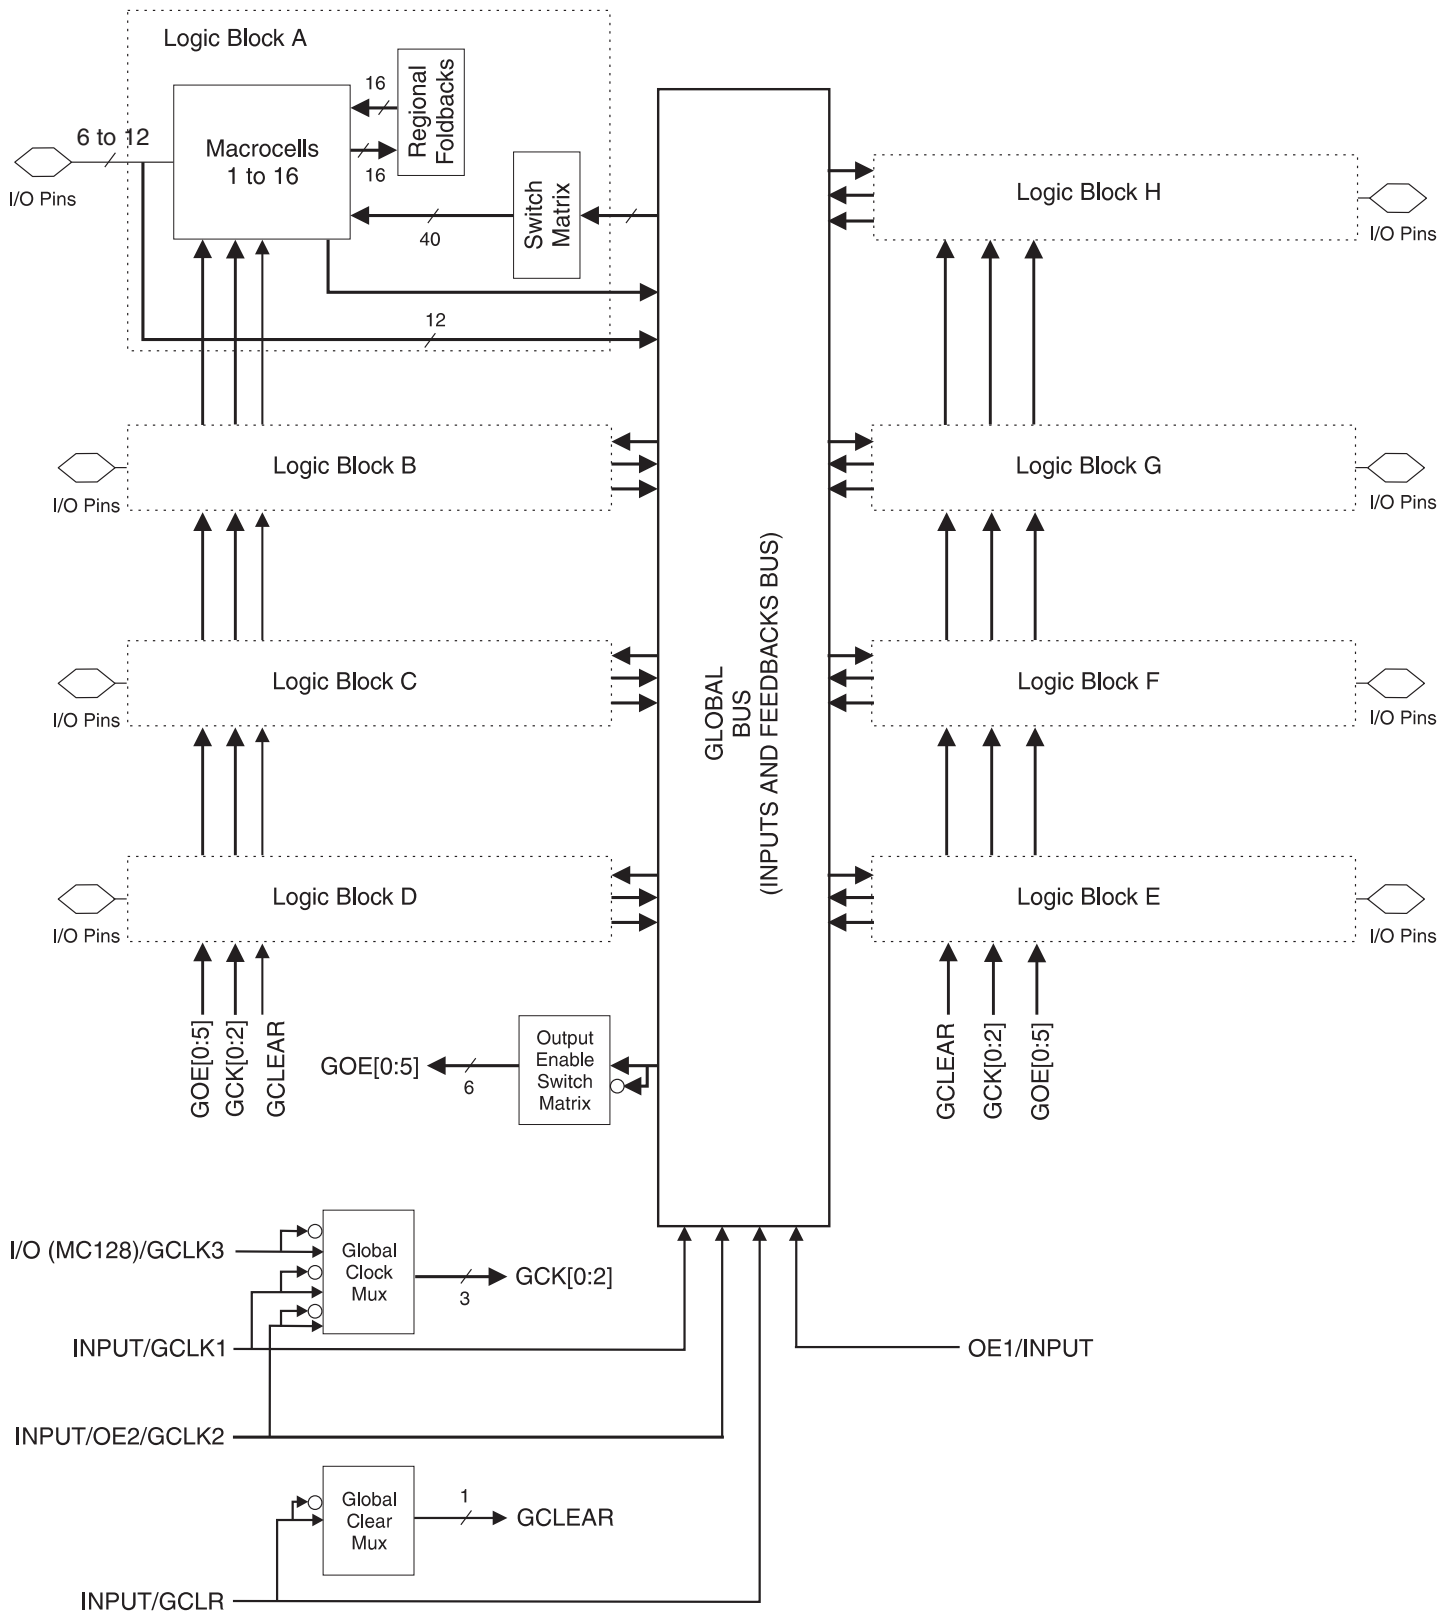 Logic Block A
Regional
Foldbacks
16
16
6 to 12
Macrocells
1 to 16
I/O Pins
Switch
Matrix
40
12
Logic Block H
I/O Pins
Logic Block B
I/O Pins
Logic Block G
I/O Pins
Logic Block C
I/O Pins
Logic Block F
I/O Pins
GLOBAL
BUS
(INPUTS AND FEEDBACKS BUS)
Logic Block D
I/O Pins
Logic Block E
I/O Pins
GOE[0:5]
GCK[0:2]
GCLEAR
GOE[0:5]
6
Output
Enable
Switch
Matrix
GCLEAR
GCK[0:2]
GOE[0:5]
I/O (MC128)/GCLK3
Global
Clock
Mux
3
GCK[0:2]
INPUT/GCLK1
OE1/INPUT
INPUT/OE2/GCLK2
Global
Clear
Mux
1
GCLEAR
INPUT/GCLR